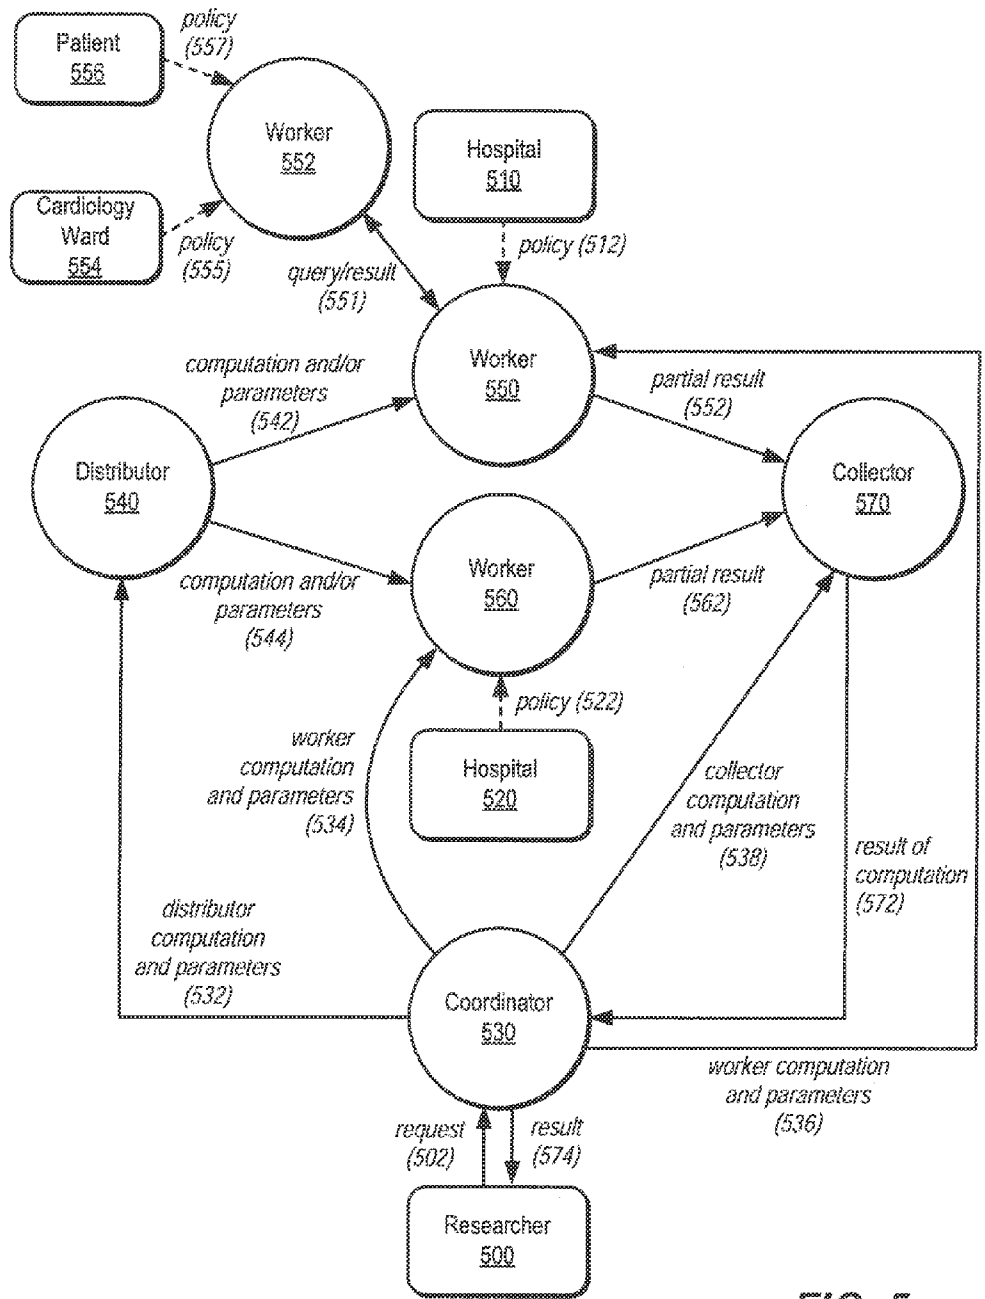 Patient
556
policy
(557)
Worker
552
Hospital
510
Cardiology
Ward
554
policy
(555)
policy (512)
query/result
(551)
Worker
550
computation and/or
parameters
(542)
partial result
(552)
Distributor
540
Collector
570
Worker
560
computation and/or
parameters
(544)
partial result
(562)
policy (522)
Hospital
520
worker
computation
and parameters
(534)
collector
computation
and parameters
(538)
result of
computation
(572)
distributor
computation
and parameters
(532)
Coordinator
530
worker computation
and parameters
(536)
request
(502)
result
(574)
Researcher
500
FIG. 5